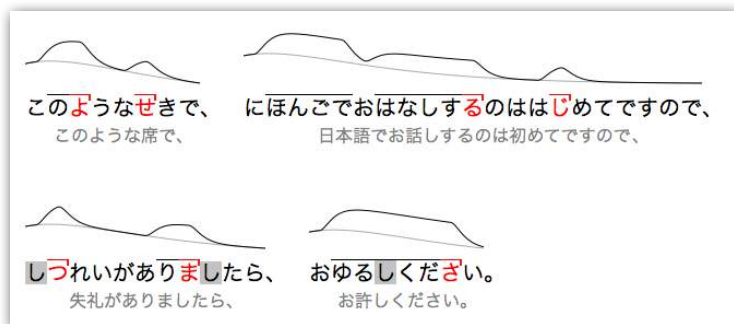 このようなせきで、 にほんごでおはなしするのははじめてですので、
このような席で、 日本語でお話しするのは初めてですので、
しつれいがありましたら、 おゆるしください。
失礼がありましたら、 お許しください。